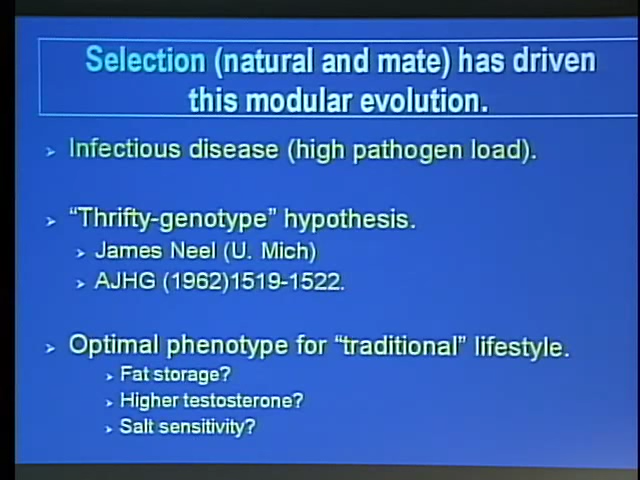 Selection (natural and mate) has driven
this modular evolution.
Infectious disease (high pathogen load).
"Thrifty-genotype" hypothesis.
James Neel (U. Mich)
AJHG (1962)1519-1522.
Optimal phenotype for "traditional" lifestyle.
Fat storage?
Higher testosterone?
Salt sensitivity?